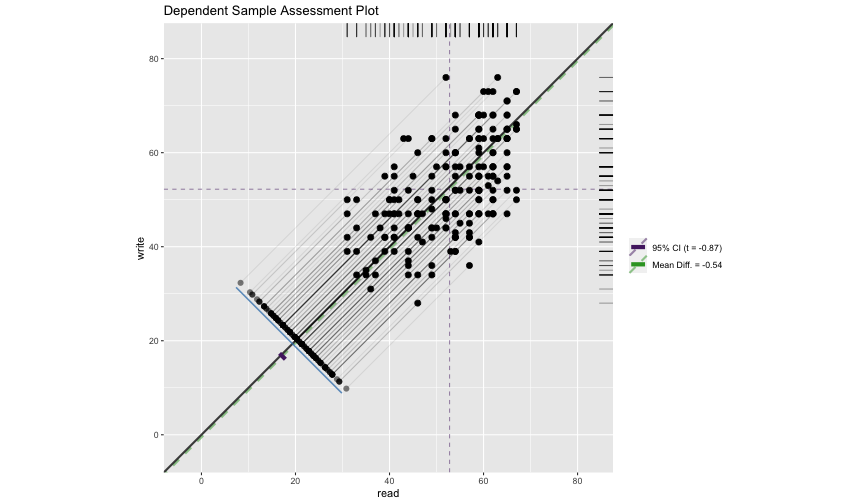 Dependent Sample Assessment Plot
80
60
40
20
0
write
0 20 40 60 80
read
95% CI (t = -0.87)
Mean Diff. = -0.54